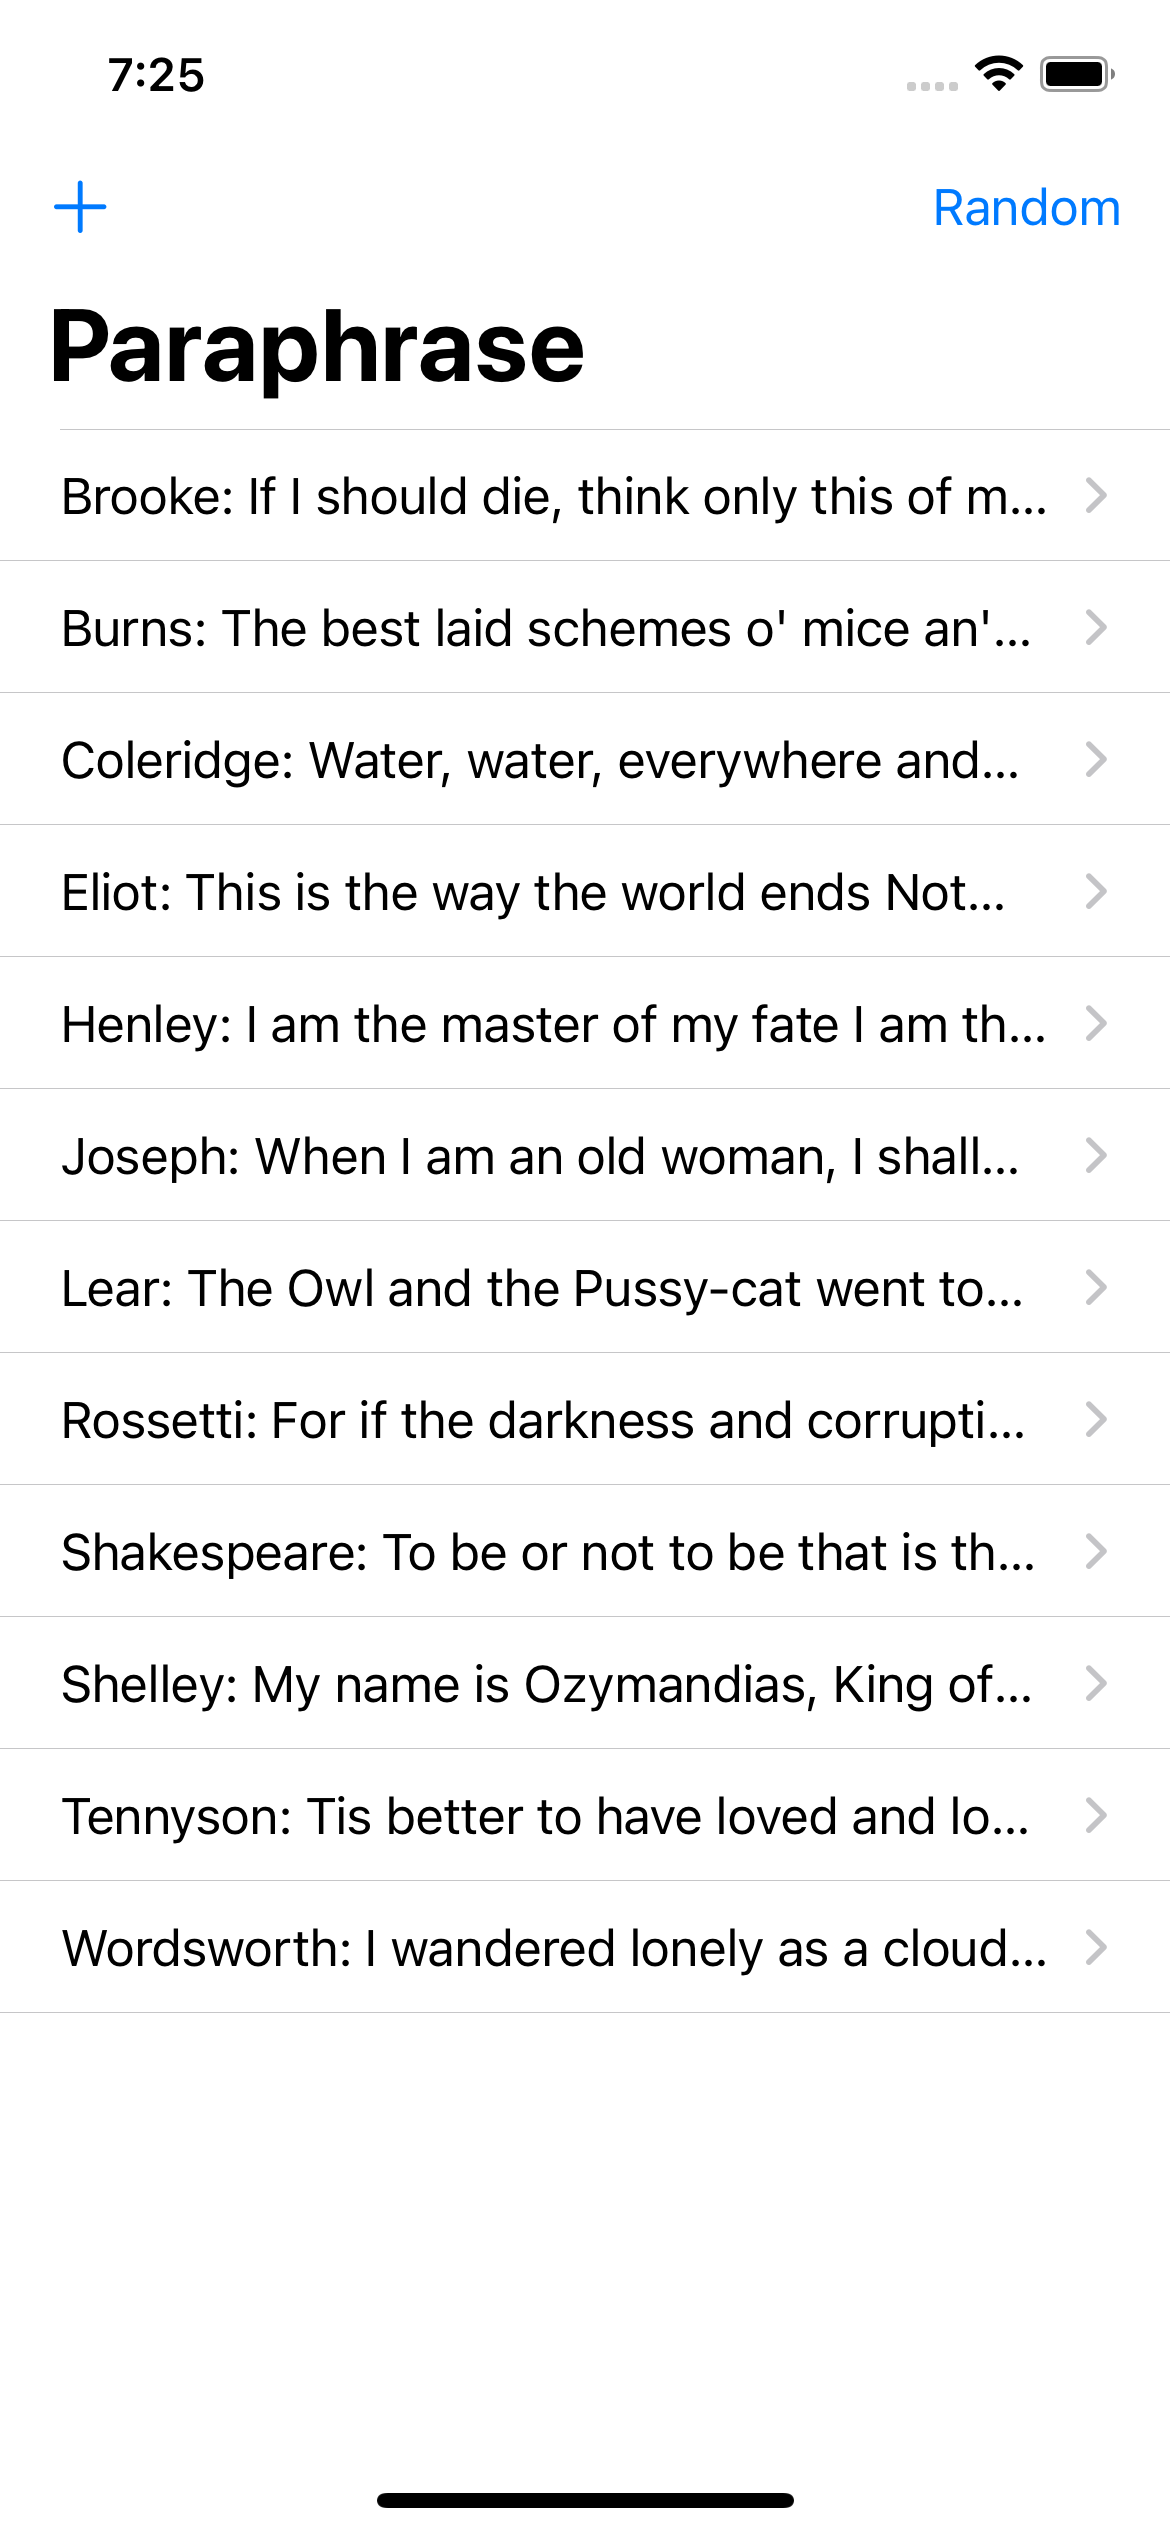 7:25
Random
Paraphrase
Brooke: If I should die, think only this of m...
Burns: The best laid schemes o' mice an'...
Coleridge: Water, water, everywhere and...
Eliot: This is the way the world ends Not...
Henley: I am the master of my fate I am th...
Joseph: When I am an old woman, I shall...
Lear: The Owl and the Pussy-cat went to...
Rossetti: For if the darkness and corrupti...
Shakespeare: To be or not to be that is th...
Shelley: My name is Ozymandias, King of...
Tennyson: Tis better to have loved and lo...
Wordsworth: I wandered lonely as a cloud...